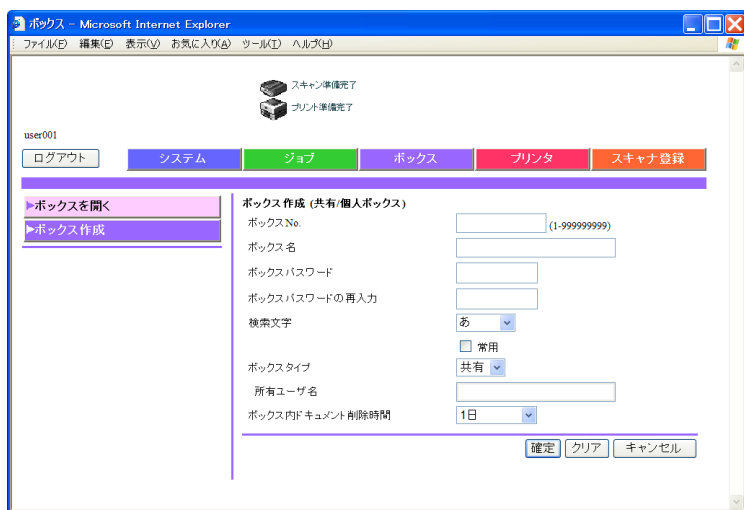 ボックス - Microsoft Internet Explorer
ファイル(F) 編集(E) 表示(V) お気に入り(A) ツール(T) ヘルプ(H)
スキャン準備完了
プリント準備完了
user001
ログアウト システム ジョブ ボックス プリンタ スキャナ登録
▶ボックスを開く
▶ボックス作成
ボックス作成 (共有/個人ボックス)
ボックスNo. (1-999999999)
ボックス名
ボックスパスワード
ボックスパスワードの再入力
検索文字 あ
常用
ボックスタイプ 共有
所有ユーザ名
ボックス内ドキュメント削除時間 1日
確定 クリア キャンセル